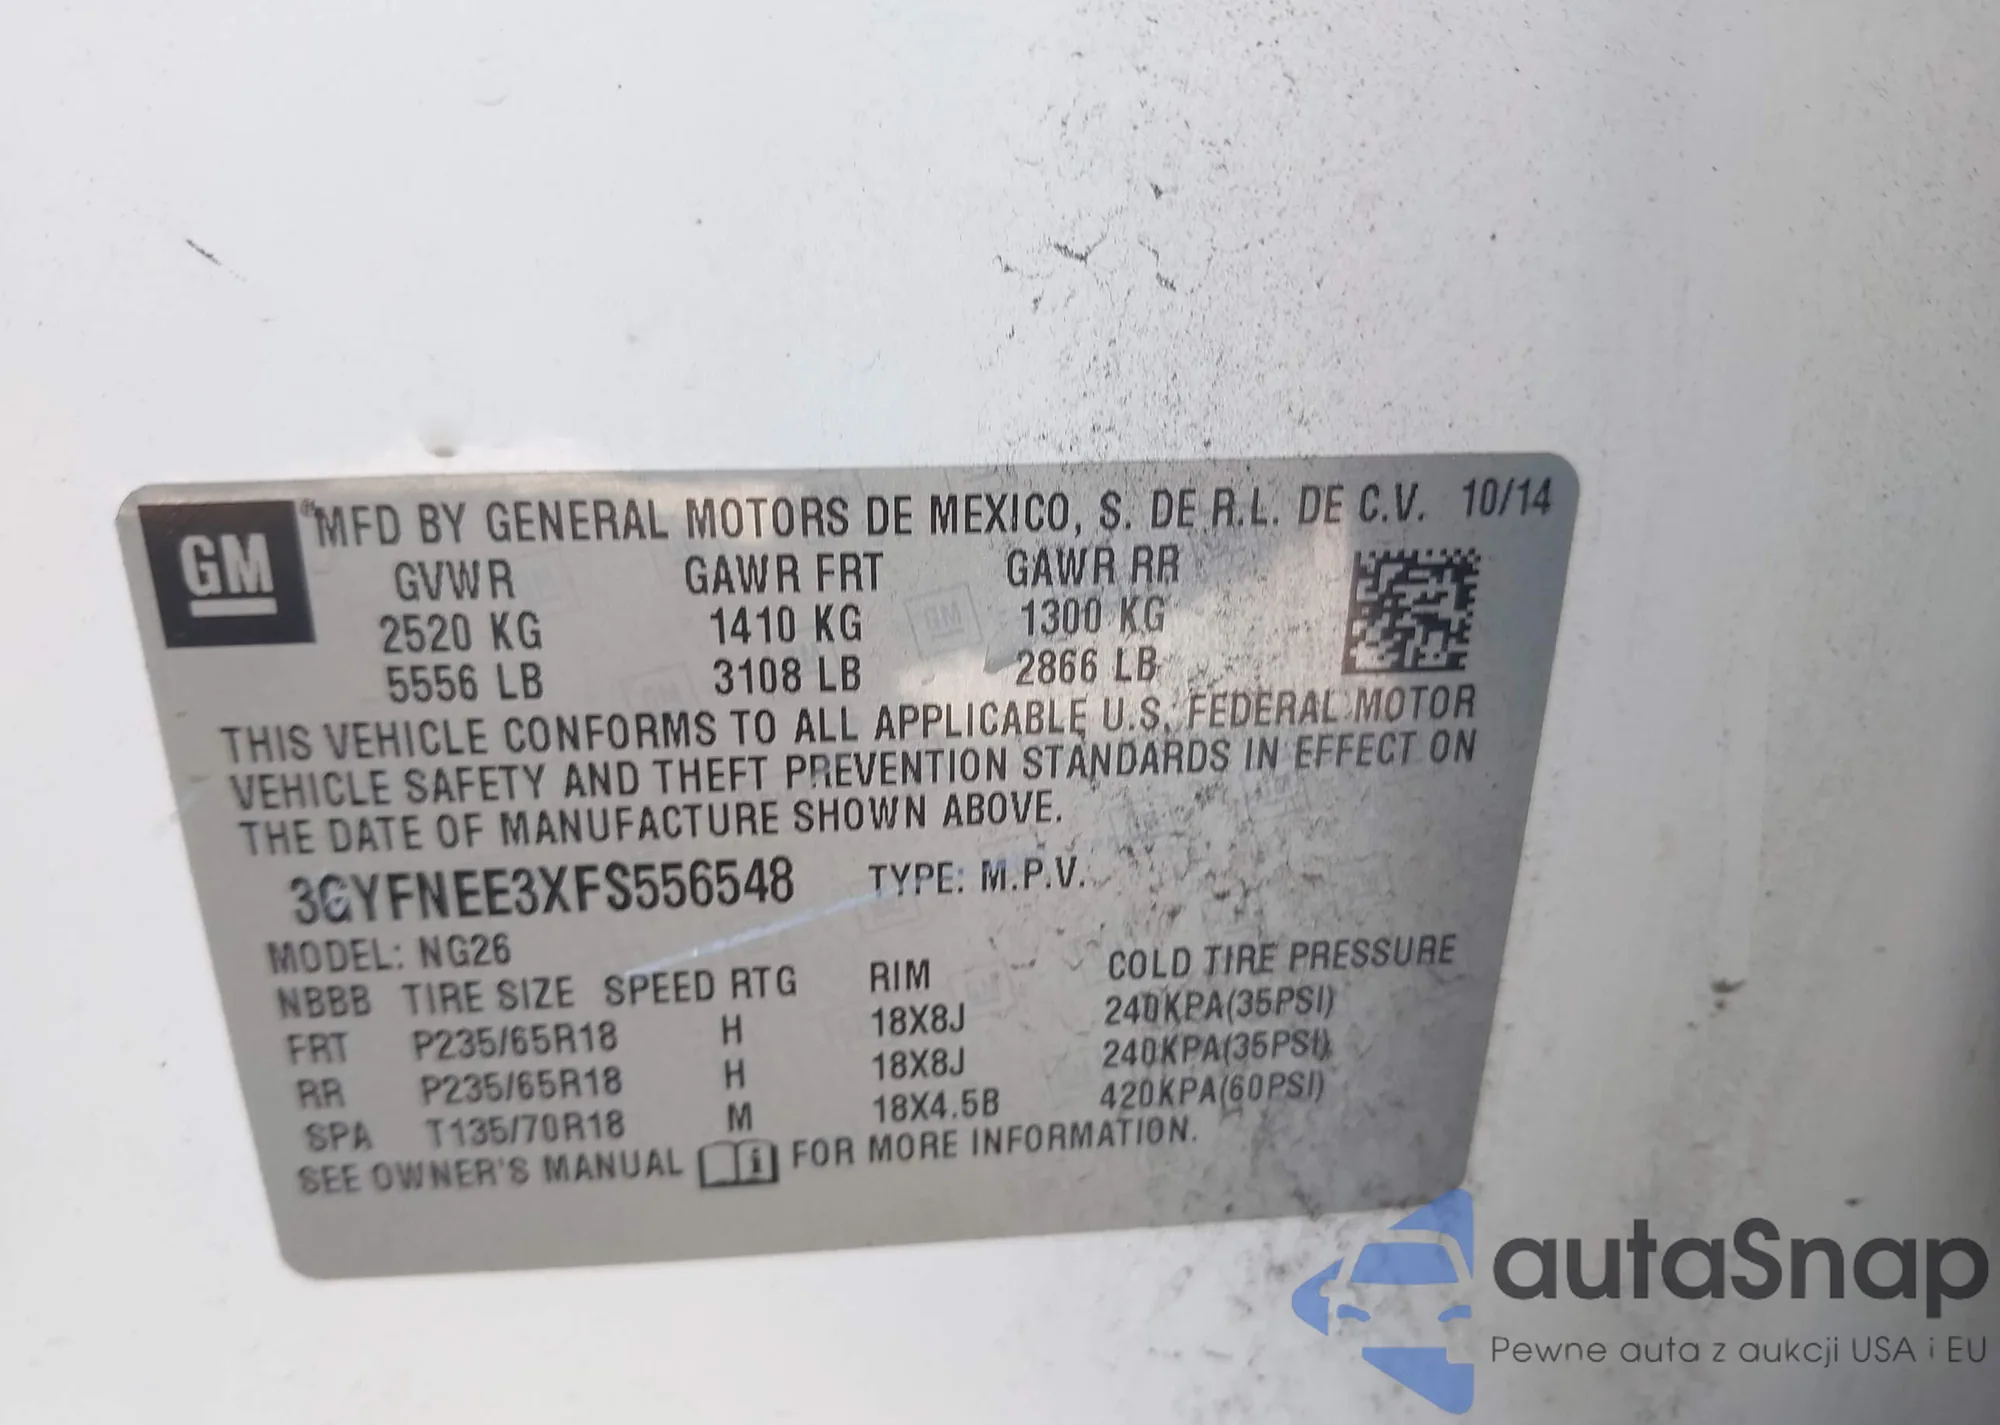 GM
® MFD BY GENERAL MOTORS DE MEXICO, S. DE R.L. DE C.V. 10/14
GVWR GAWR FRT GAWR RR
2520 KG 1410 KG 1300 KG
5556 LB 3108 LB 2866 LB
THIS VEHICLE CONFORMS TO ALL APPLICABLE U.S. FEDERAL MOTOR
VEHICLE SAFETY AND THEFT PREVENTION STANDARDS IN EFFECT ON
THE DATE OF MANUFACTURE SHOWN ABOVE.
3GYFNEE3XFS556548 TYPE: M.P.V.
MODEL: NG26
NBBB TIRE SIZE SPEED RTG RIM COLD TIRE PRESSURE
FRT P235/65R18 H 18X8J 240KPA(35PSI)
RR P235/65R18 H 18X8J 240KPA(35PSI)
SPA T135/70R18 M 18X4.5B 420KPA(60PSI)
SEE OWNER'S MANUAL FOR MORE INFORMATION.
autaSnap
Pewne auta z aukcji USA i EU